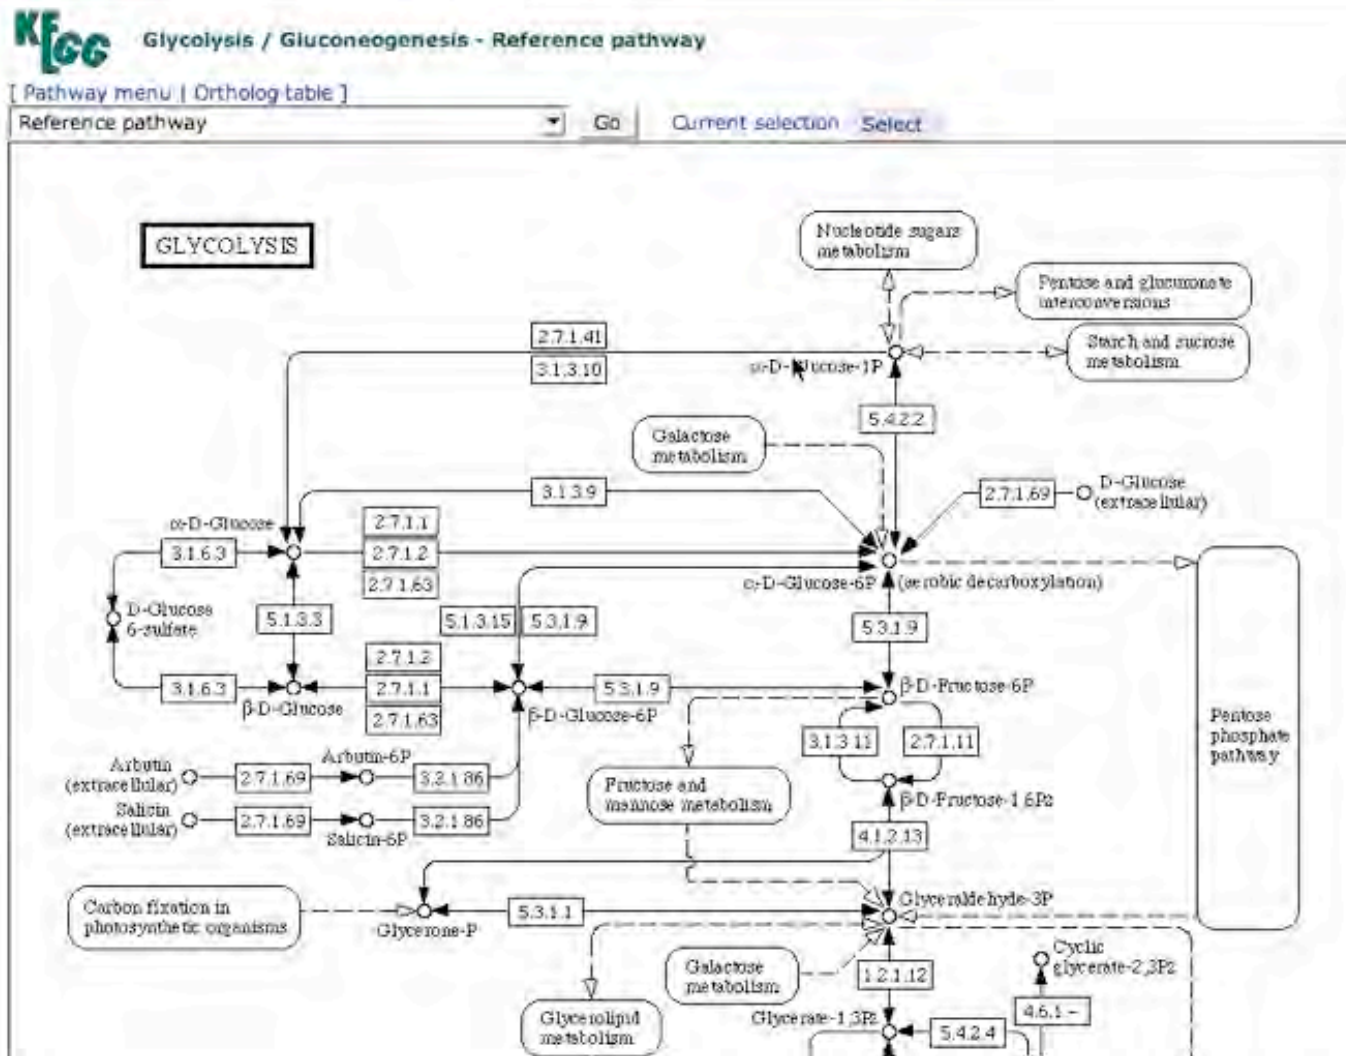 KEGG
Glycolysis / Gluconeogenesis - Reference pathway
[ Pathway menu | Ortholog table ]
Reference pathway
Go
Current selection
Select
GLYCOLYSIS
Nucleotide sugars
metabolism
Pentose and glucuronate
interconversions
Starch and sucrose
metabolism
2.7.1.41
3.1.3.10
α-D-Glucose-1P
5.4.2.2
Galactose
metabolism
3.1.3.9
2.7.1.69
D-Glucose
(extracellular)
α-D-Glucose
2.7.1.1
3.1.6.3
2.7.1.2
2.7.1.63
α-D-Glucose-6P
(aerobic decarboxylation)
D-Glucose
6-sulfate
5.1.3.3
5.1.3.15
5.3.1.9
5.3.1.9
2.7.1.2
3.1.6.3
2.7.1.1
5.3.1.9
β-D-Fructose-6P
β-D-Glucose
2.7.1.63
β-D-Glucose-6P
Pentose
phosphate
pathway
3.1.3.11
2.7.1.11
Arbutin
(extracellular)
2.7.1.69
Arbutin-6P
3.2.1.86
Fructose and
mannose metabolism
β-D-Fructose-1,6P2
Salicin
(extracellular)
2.7.1.69
Salicin-6P
3.2.1.86
4.1.2.13
Carbon fixation in
photosynthetic organisms
Glycerone-P
5.3.1.1
Glyceraldehyde-3P
Galactose
metabolism
1.2.1.12
Cyclic
glycerate-2,3P2
Glycerolipid
metabolism
Glycerate-1,3P2
5.4.2.4
4.6.1.-